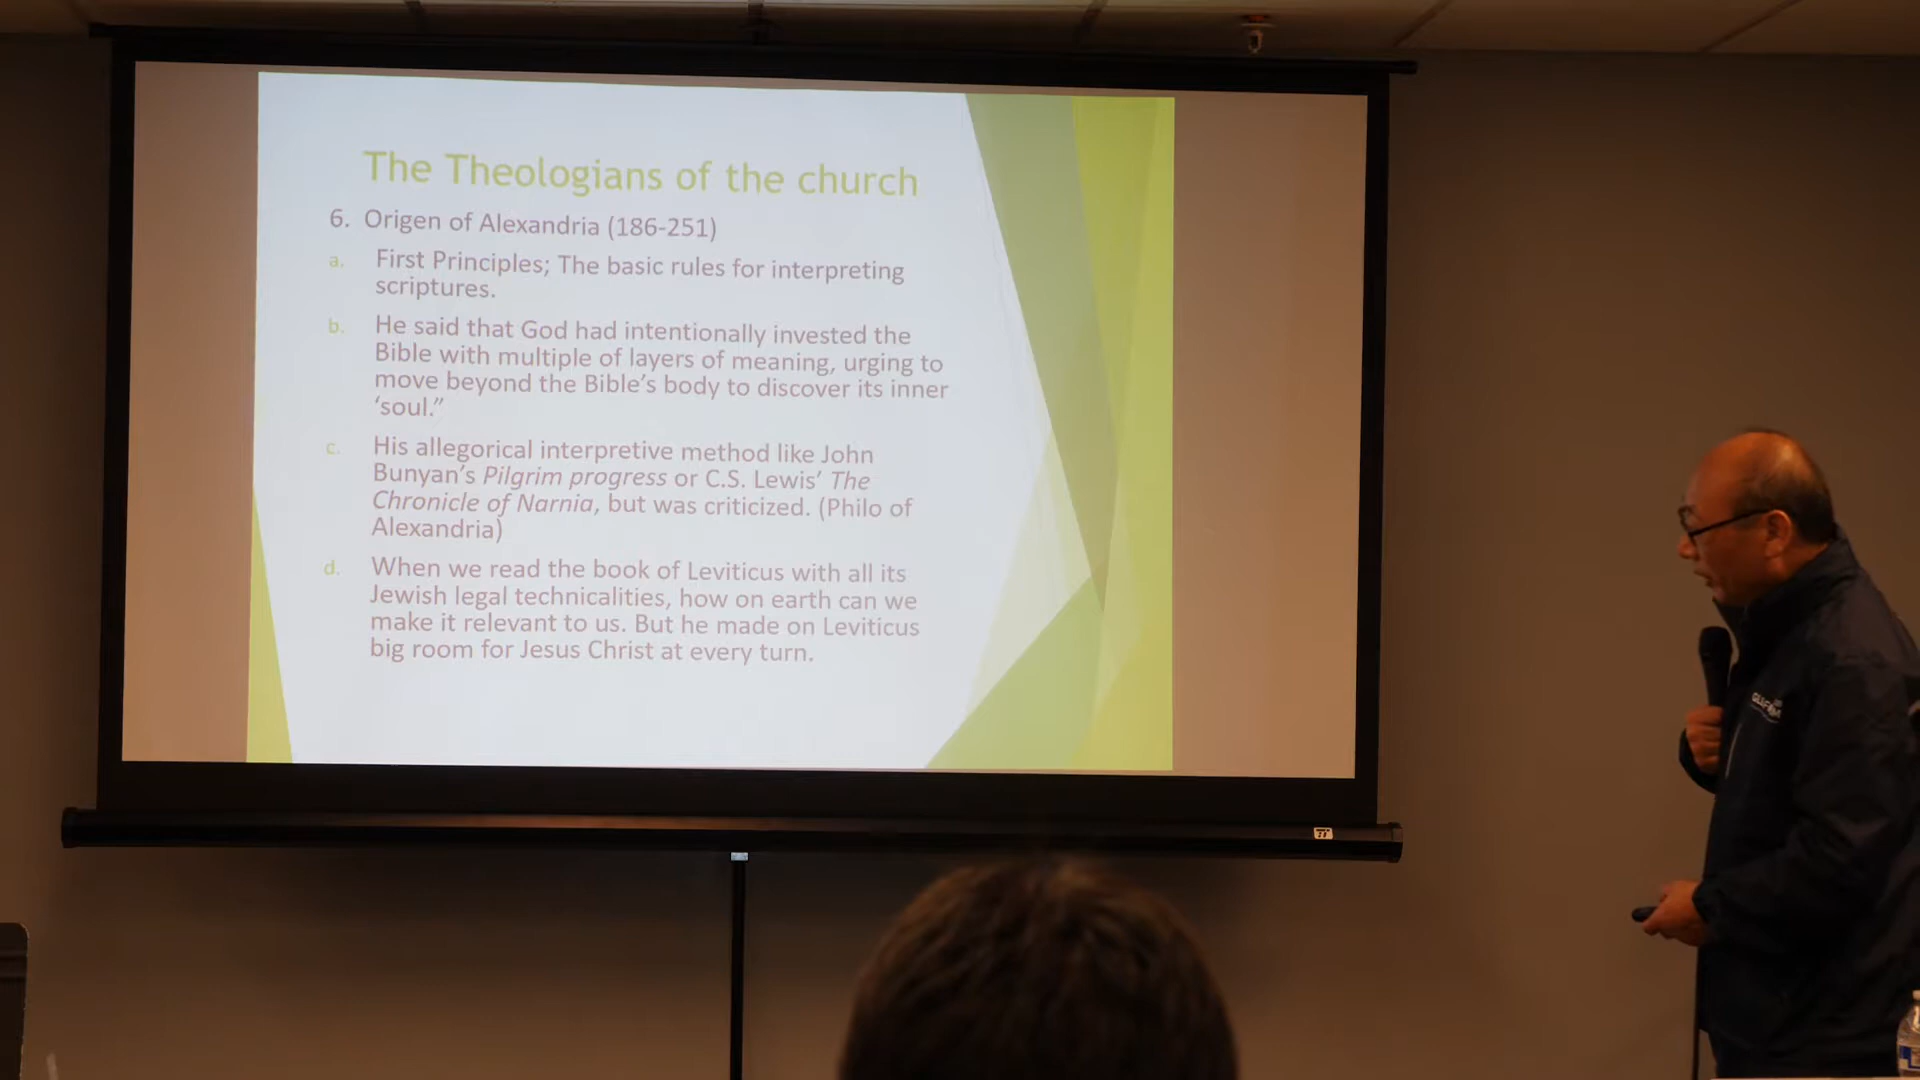 The Theologians of the church
6. Origen of Alexandria (186-251)
a. First Principles; The basic rules for interpreting
scriptures.
b. He said that God had intentionally invested the
Bible with multiple of layers of meaning, urging to
move beyond the Bible's body to discover its inner
'soul.”
c. His allegorical interpretive method like John
Bunyan's Pilgrim progress or C.S. Lewis' The
Chronicle of Narnia, but was criticized. (Philo of
Alexandria)
d. When we read the book of Leviticus with all its
Jewish legal technicalities, how on earth can we
make it relevant to us. But he made on Leviticus
big room for Jesus Christ at every turn.